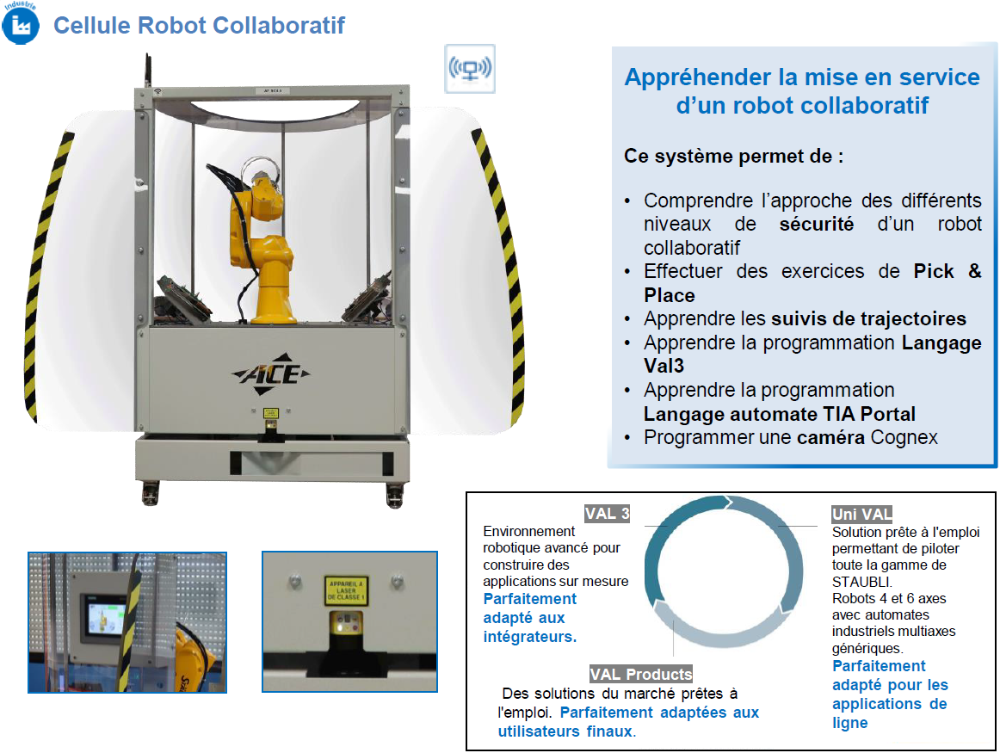 Industrie
Cellule Robot Collaboratif
ACE
APPAREIL A
LASER
DE CLASSE 1
Appréhender la mise en service
d’un robot collaboratif
Ce système permet de :
• Comprendre l’approche des différents
niveaux de sécurité d’un robot
collaboratif
• Effectuer des exercices de Pick &
Place
• Apprendre les suivis de trajectoires
• Apprendre la programmation Langage
Val3
• Apprendre la programmation
Langage automate TIA Portal
• Programmer une caméra Cognex
VAL 3
Environnement
robotique avancé pour
construire des
applications sur mesure
Parfaitement
adapté aux
intégrateurs.
Uni VAL
Solution prête à l'emploi
permettant de piloter
toute la gamme de
STAUBLI.
Robots 4 et 6 axes
avec automates
industriels multiaxes
génériques.
Parfaitement
adapté pour les
applications de
ligne
VAL Products
Des solutions du marché prêtes à
l'emploi. Parfaitement adaptées aux
utilisateurs finaux.